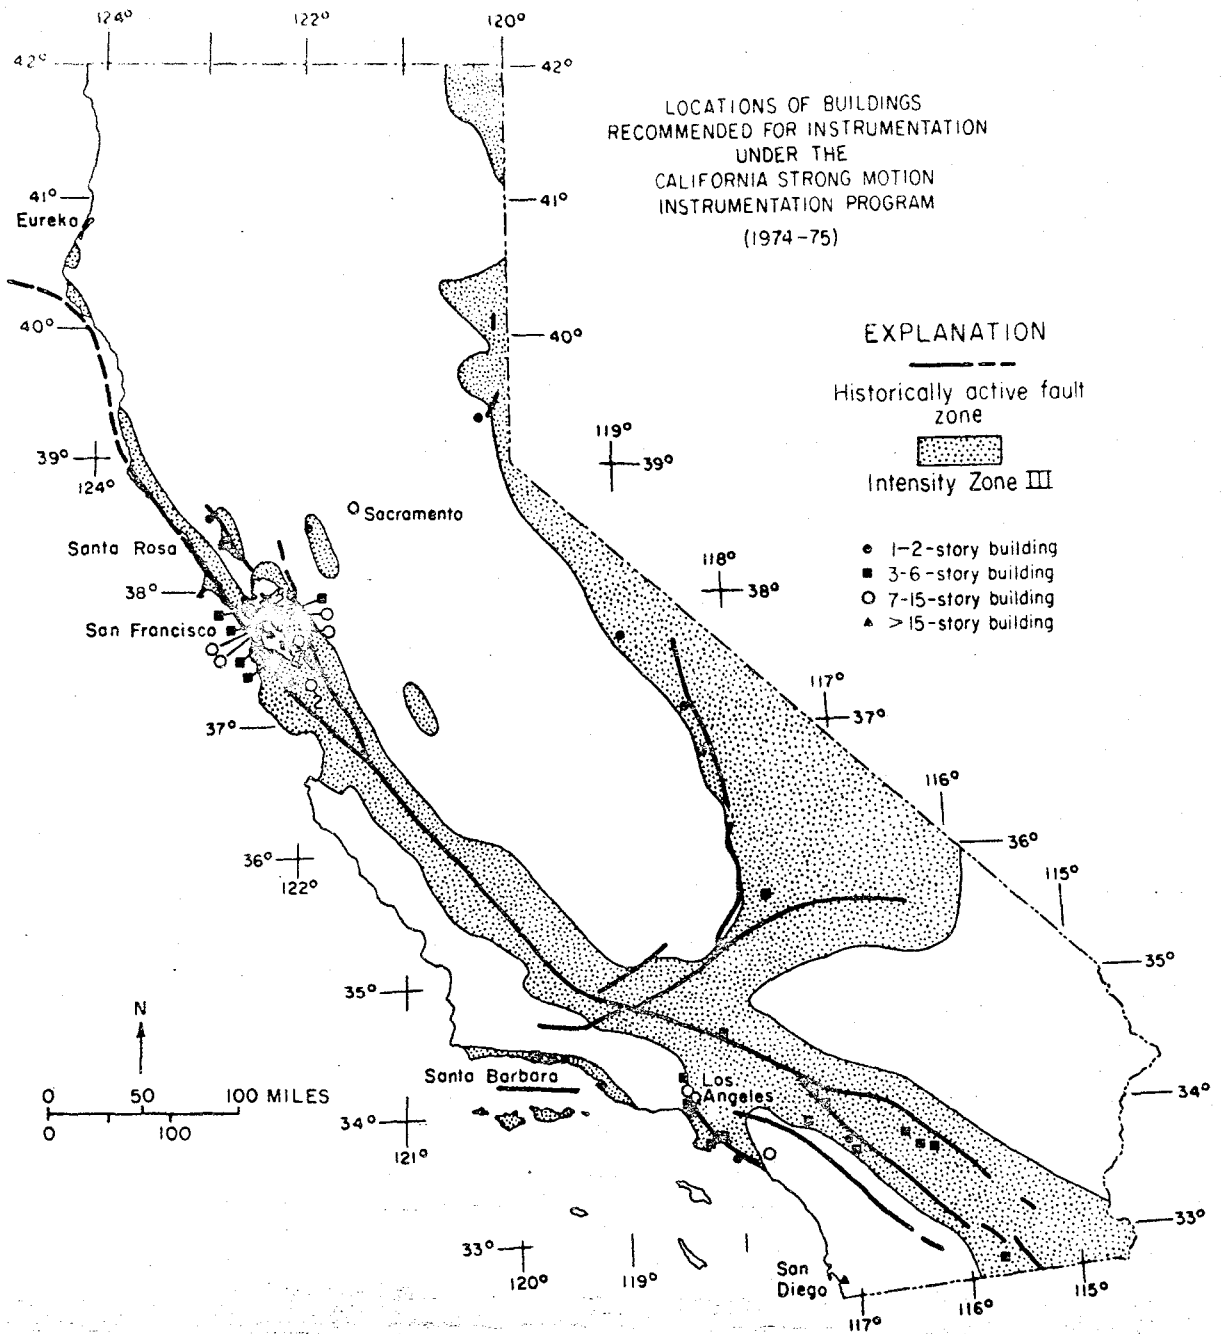 124°
122°
120°
42°
42°
LOCATIONS OF BUILDINGS
RECOMMENDED FOR INSTRUMENTATION
UNDER THE
CALIFORNIA STRONG MOTION
INSTRUMENTATION PROGRAM
(1974-75)
41°
41°
Eureka
40°
40°
EXPLANATION
Historically active fault
zone
Intensity Zone III
1-2-story building
3-6-story building
7-15-story building
>15-story building
119°
39°
39°
124°
Sacramento
Santa Rosa
38°
118°
38°
San Francisco
2
117°
37°
37°
116°
36°
36°
122°
115°
35°
35°
N
0 50 100 MILES
0 100
Santa Barbara
Los
Angeles
34°
34°
121°
33°
33°
120°
119°
San
Diego
117°
116°
115°